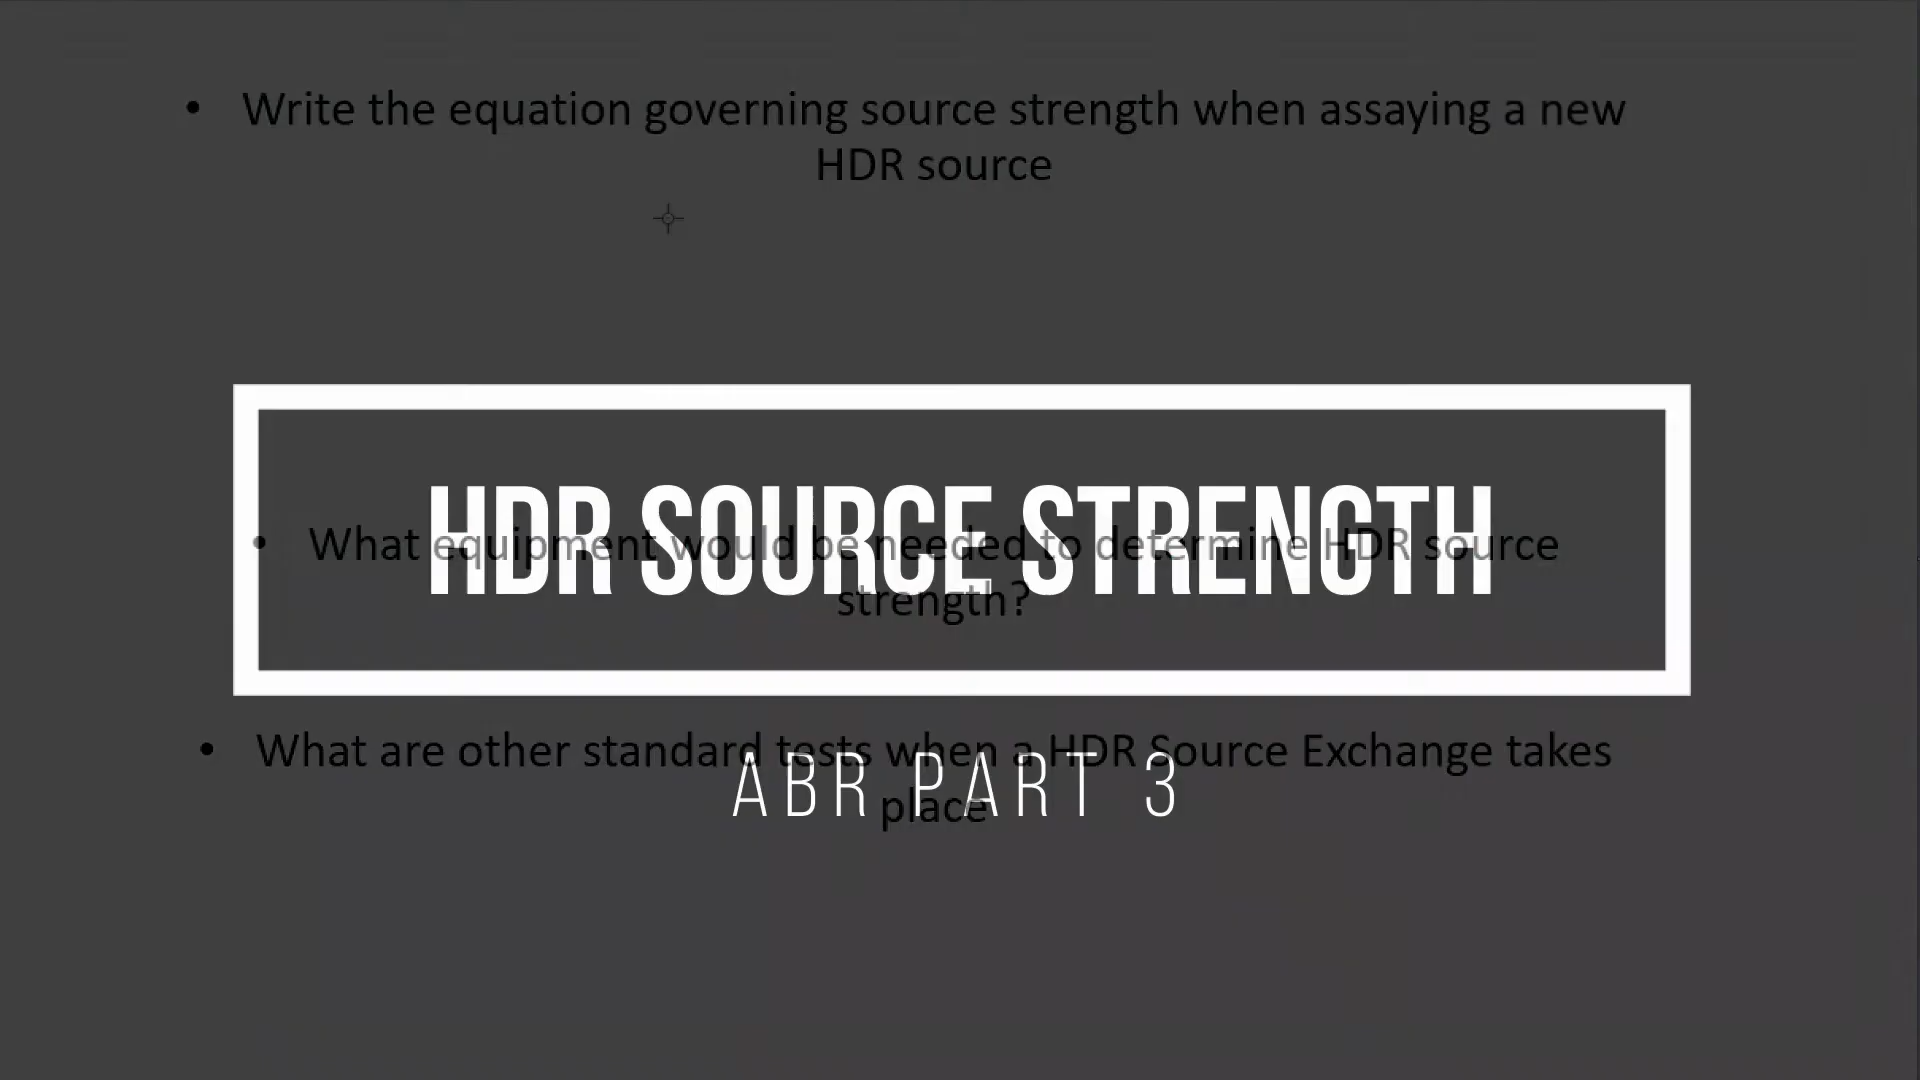 • Write the equation governing source strength when assaying a new
HDR source
HDR SOURCE STRENGTH
• What equipment would be needed to determine HDR source
strength?
• What are other standard tests when a HDR Source Exchange takes
place
ABR PART 3